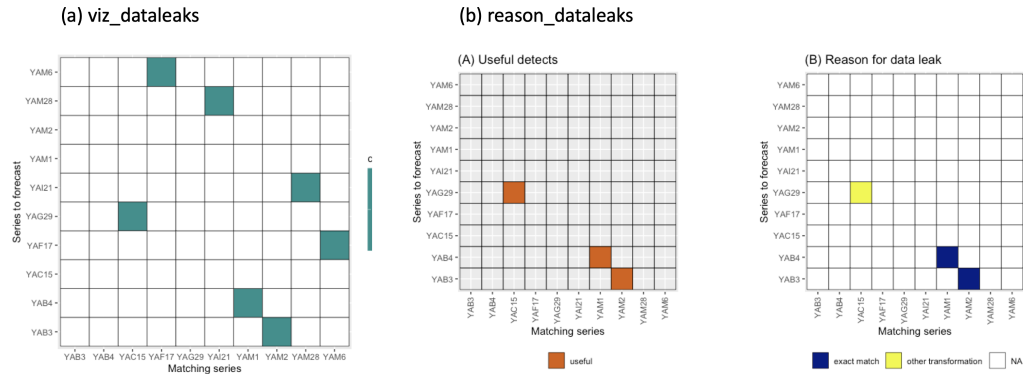 (a) viz_dataleaks
(b) reason_dataleaks
Series to forecast
YAM6
YAM28
YAM2
YAM1
YAI21
YAG29
YAF17
YAC15
YAB4
YAB3
YAB3 YAB4 YAC15 YAF17 YAG29 YAI21 YAM1 YAM2 YAM28 YAM6
Matching series
(A) Useful detects
Series to forecast
YAM6
YAM28
YAM2
YAM1
YAI21
YAG29
YAF17
YAC15
YAB4
YAB3
YAB3 YAB4 YAC15 YAF17 YAG29 YAI21 YAM1 YAM2 YAM28 YAM6
Matching series
useful
(B) Reason for data leak
Series to forecast
YAM6
YAM28
YAM2
YAM1
YAI21
YAG29
YAF17
YAC15
YAB4
YAB3
YAB3 YAB4 YAC15 YAF17 YAG29 YAI21 YAM1 YAM2 YAM28 YAM6
Matching series
exact match other transformation NA